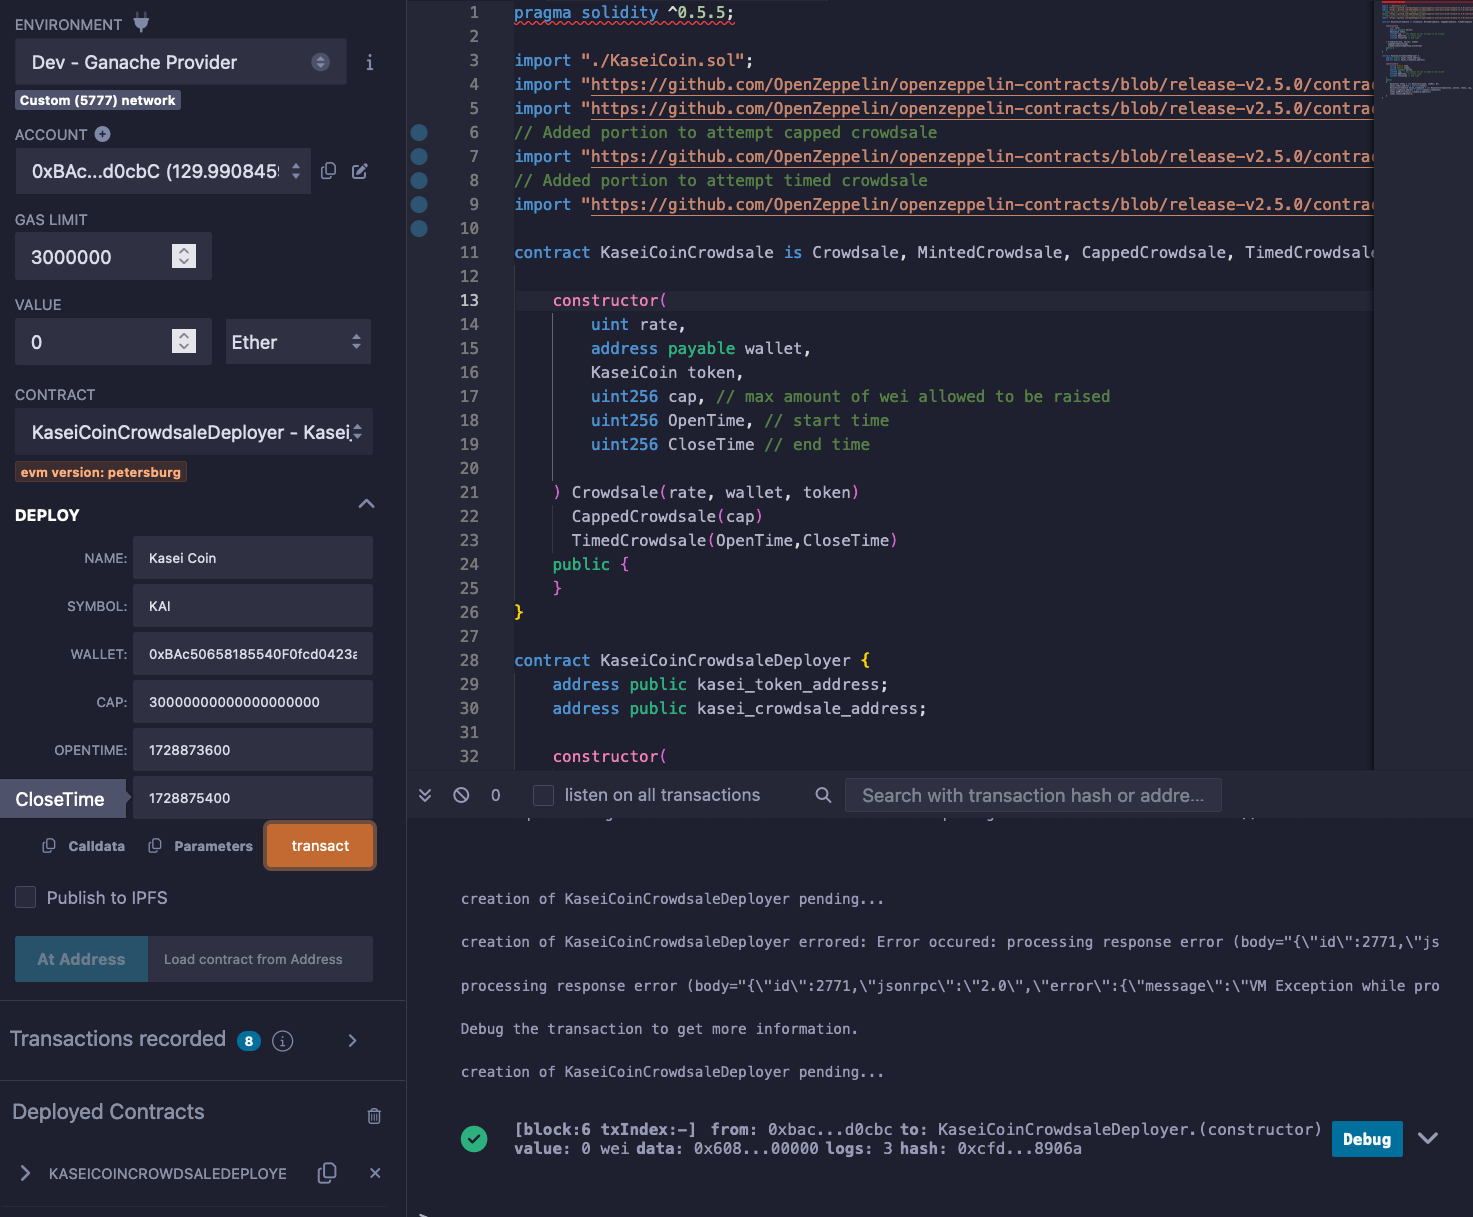 ENVIRONMENT
Dev - Ganache Provider
i
Custom (5777) network
ACCOUNT
0xBAc...d0cbC (129.9908459
GAS LIMIT
3000000
VALUE
0
Ether
CONTRACT
KaseiCoinCrowdsaleDeployer - Kasei_
evm version: petersburg
DEPLOY
NAME: Kasei Coin
SYMBOL: KAI
WALLET: 0xBAc50658185540F0fcd0423a
CAP: 30000000000000000000
OPENTIME: 1728873600
CloseTime 1728875400
Calldata Parameters transact
Publish to IPFS
At Address Load contract from Address
Transactions recorded 8 i
Deployed Contracts
KASEICOINCROWDSALEDEPLOYE
1 pragma solidity ^0.5.5;
2
3 import "./KaseiCoin.sol";
4 import "https://github.com/OpenZeppelin/openzeppelin-contracts/blob/release-v2.5.0/contra
5 import "https://github.com/OpenZeppelin/openzeppelin-contracts/blob/release-v2.5.0/contra
6 // Added portion to attempt capped crowdsale
7 import "https://github.com/OpenZeppelin/openzeppelin-contracts/blob/release-v2.5.0/contra
8 // Added portion to attempt timed crowdsale
9 import "https://github.com/OpenZeppelin/openzeppelin-contracts/blob/release-v2.5.0/contra
10
11 contract KaseiCoinCrowdsale is Crowdsale, MintedCrowdsale, CappedCrowdsale, TimedCrowdsale
12
13 constructor(
14 uint rate,
15 address payable wallet,
16 KaseiCoin token,
17 uint256 cap, // max amount of wei allowed to be raised
18 uint256 OpenTime, // start time
19 uint256 CloseTime // end time
20
21 ) Crowdsale(rate, wallet, token)
22 CappedCrowdsale(cap)
23 TimedCrowdsale(OpenTime,CloseTime)
24 public {
25 }
26 }
27
28 contract KaseiCoinCrowdsaleDeployer {
29 address public kasei_token_address;
30 address public kasei_crowdsale_address;
31
32 constructor(
0 listen on all transactions Search with transaction hash or addre...
creation of KaseiCoinCrowdsaleDeployer pending...
creation of KaseiCoinCrowdsaleDeployer errored: Error occured: processing response error (body="{\"id\":2771,\"js
processing response error (body="{\"id\":2771,\"jsonrpc\":\"2.0\",\"error\":{\"message\":\"VM Exception while pro
Debug the transaction to get more information.
creation of KaseiCoinCrowdsaleDeployer pending...
[block:6 txIndex:-] from: 0xbac...d0cbc to: KaseiCoinCrowdsaleDeployer.(constructor)
value: 0 wei data: 0x608...00000 logs: 3 hash: 0xcfd...8906a
Debug
>